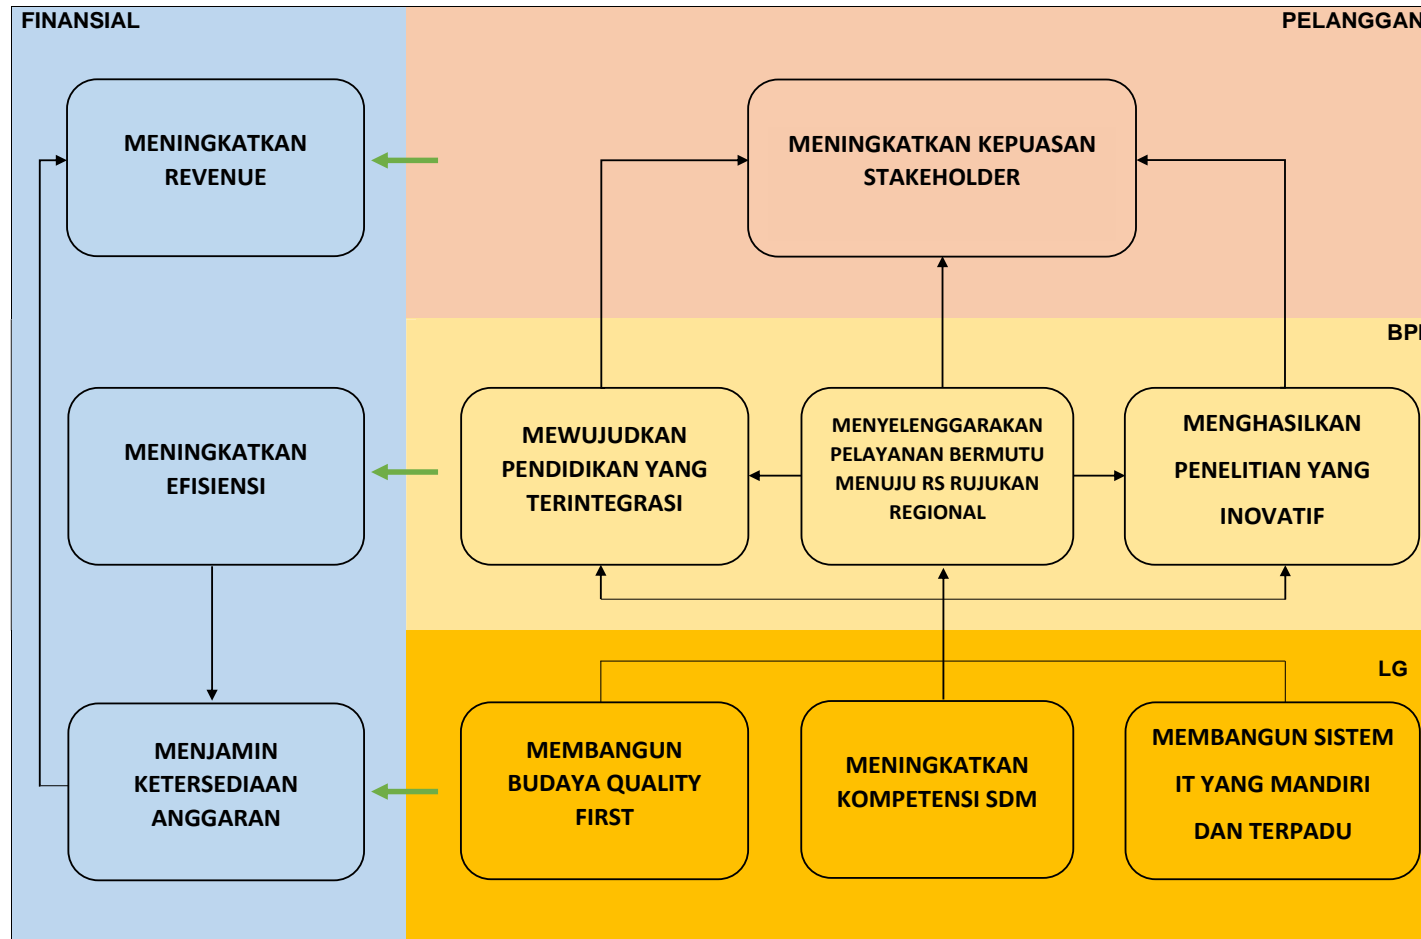 FINANSIAL
PELANGGAN
MENINGKATKAN
REVENUE
MENINGKATKAN KEPUASAN
STAKEHOLDER
BPI
MENINGKATKAN
EFISIENSI
MEWUJUDKAN
PENDIDIKAN YANG
TERINTEGRASI
MENYELENGGARAKAN
PELAYANAN BERMUTU
MENUJU RS RUJUKAN
REGIONAL
MENGHASILKAN
PENELITIAN YANG
INOVATIF
LG
MENJAMIN
KETERSEDIAAN
ANGGARAN
MEMBANGUN
BUDAYA QUALITY
FIRST
MENINGKATKAN
KOMPETENSI SDM
MEMBANGUN SISTEM
IT YANG MANDIRI
DAN TERPADU